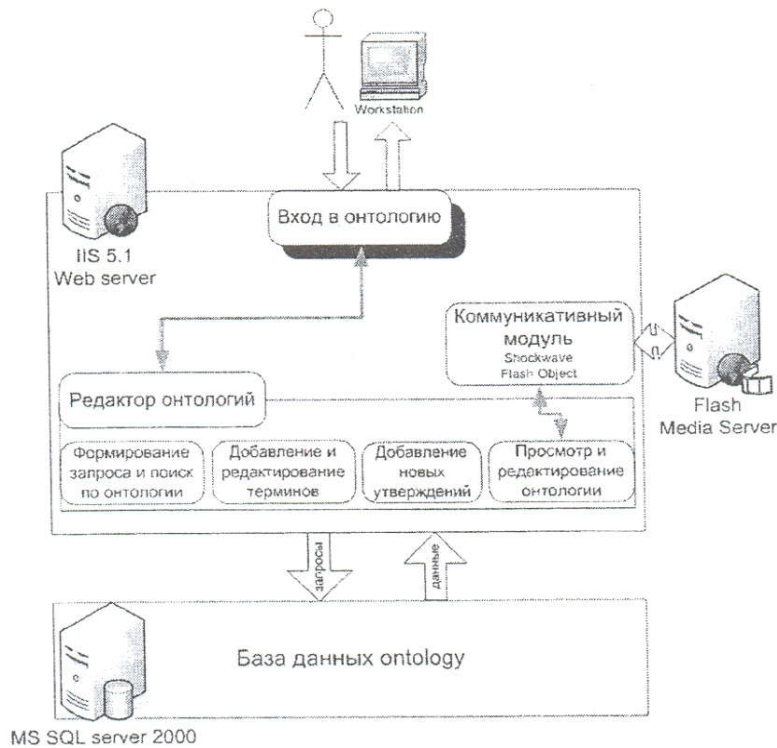 Workstation
Вход в онтологию
IIS 5.1
Web server
Коммуникативный
модуль
Shockwave
Flash Object
Flash
Media Server
Редактор онтологий
Формирование
запроса и поиск
по онтологии
Добавление и
редактирование
терминов
Добавление
новых
утверждений
Просмотр и
редектирование
онтологии
запросы
данные
База данных ontology
MS SQL server 2000